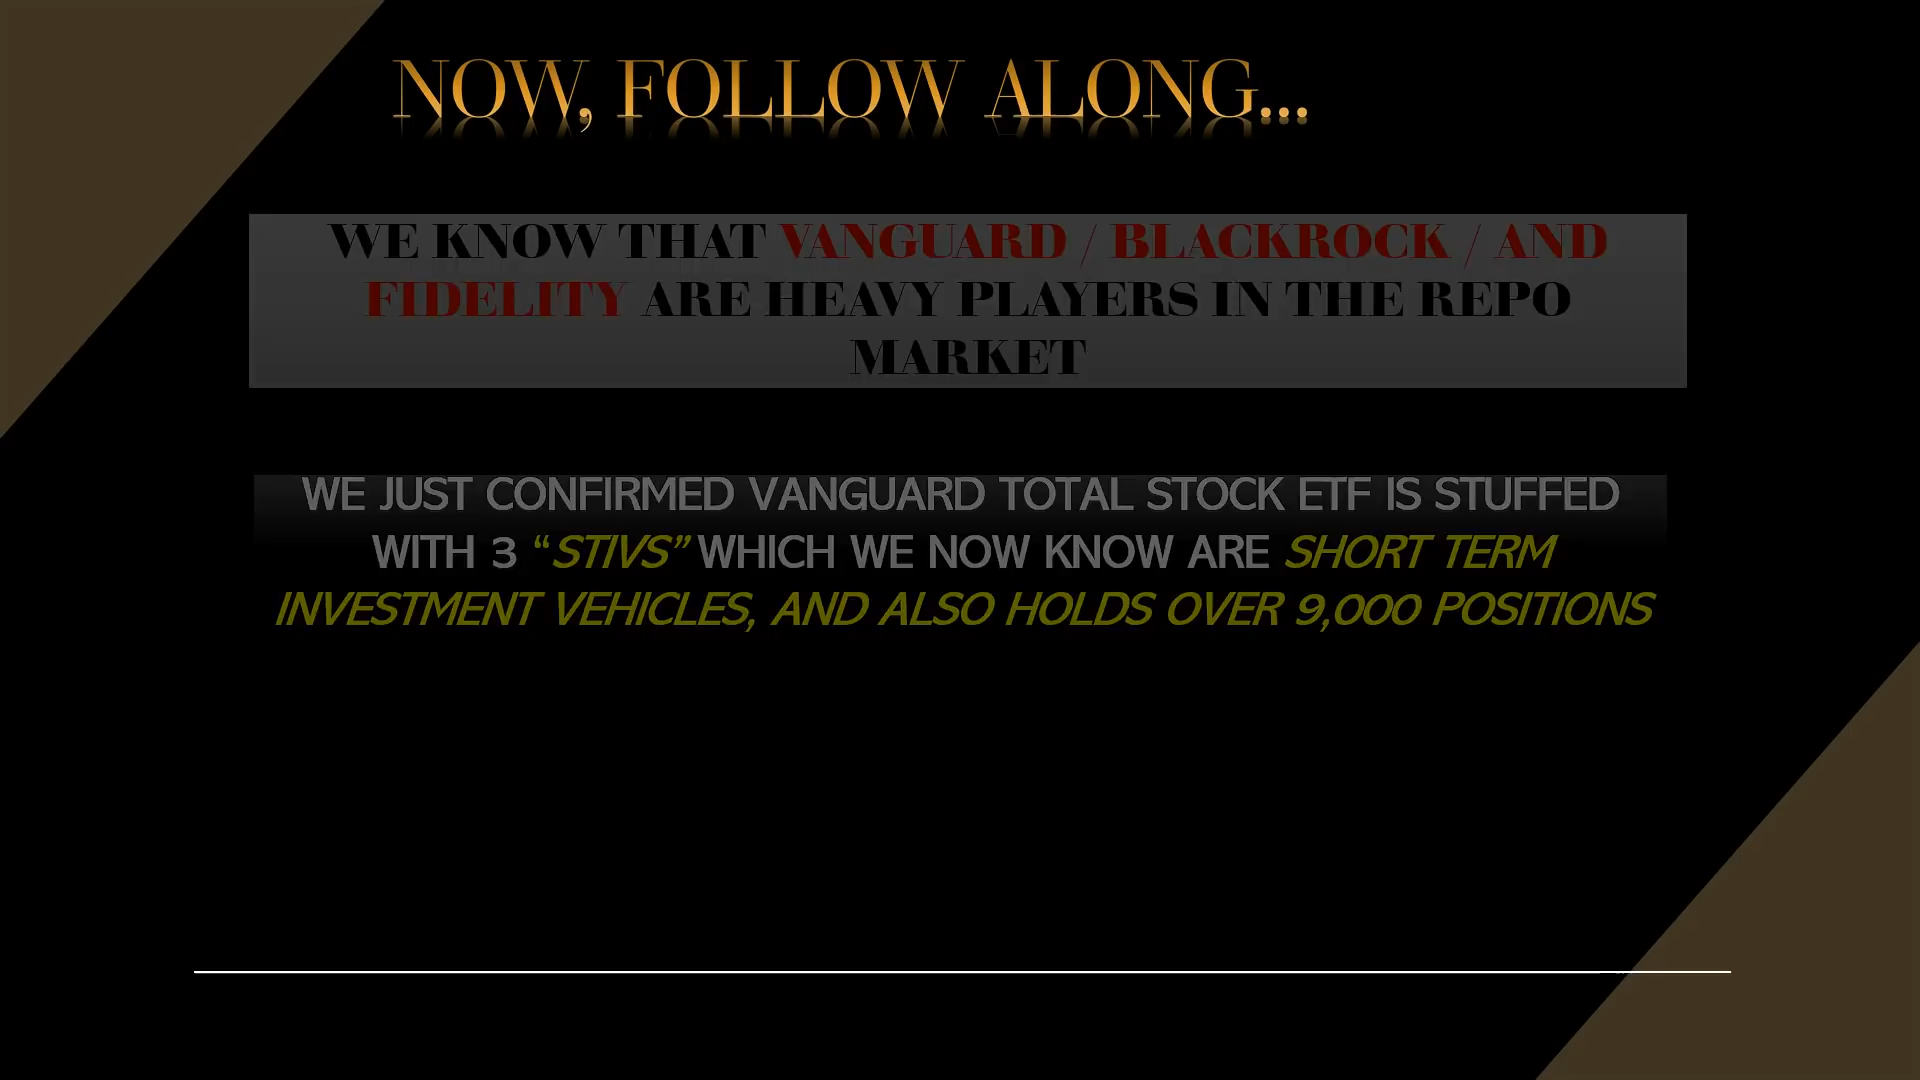 NOW, FOLLOW ALONG...
WE KNOW THAT VANGUARD / BLACKROCK / AND
FIDELITY ARE HEAVY PLAYERS IN THE REPO
MARKET
WE JUST CONFIRMED VANGUARD TOTAL STOCK ETF IS STUFFED
WITH 3 “STIVS” WHICH WE NOW KNOW ARE SHORT TERM
INVESTMENT VEHICLES, AND ALSO HOLDS OVER 9,000 POSITIONS